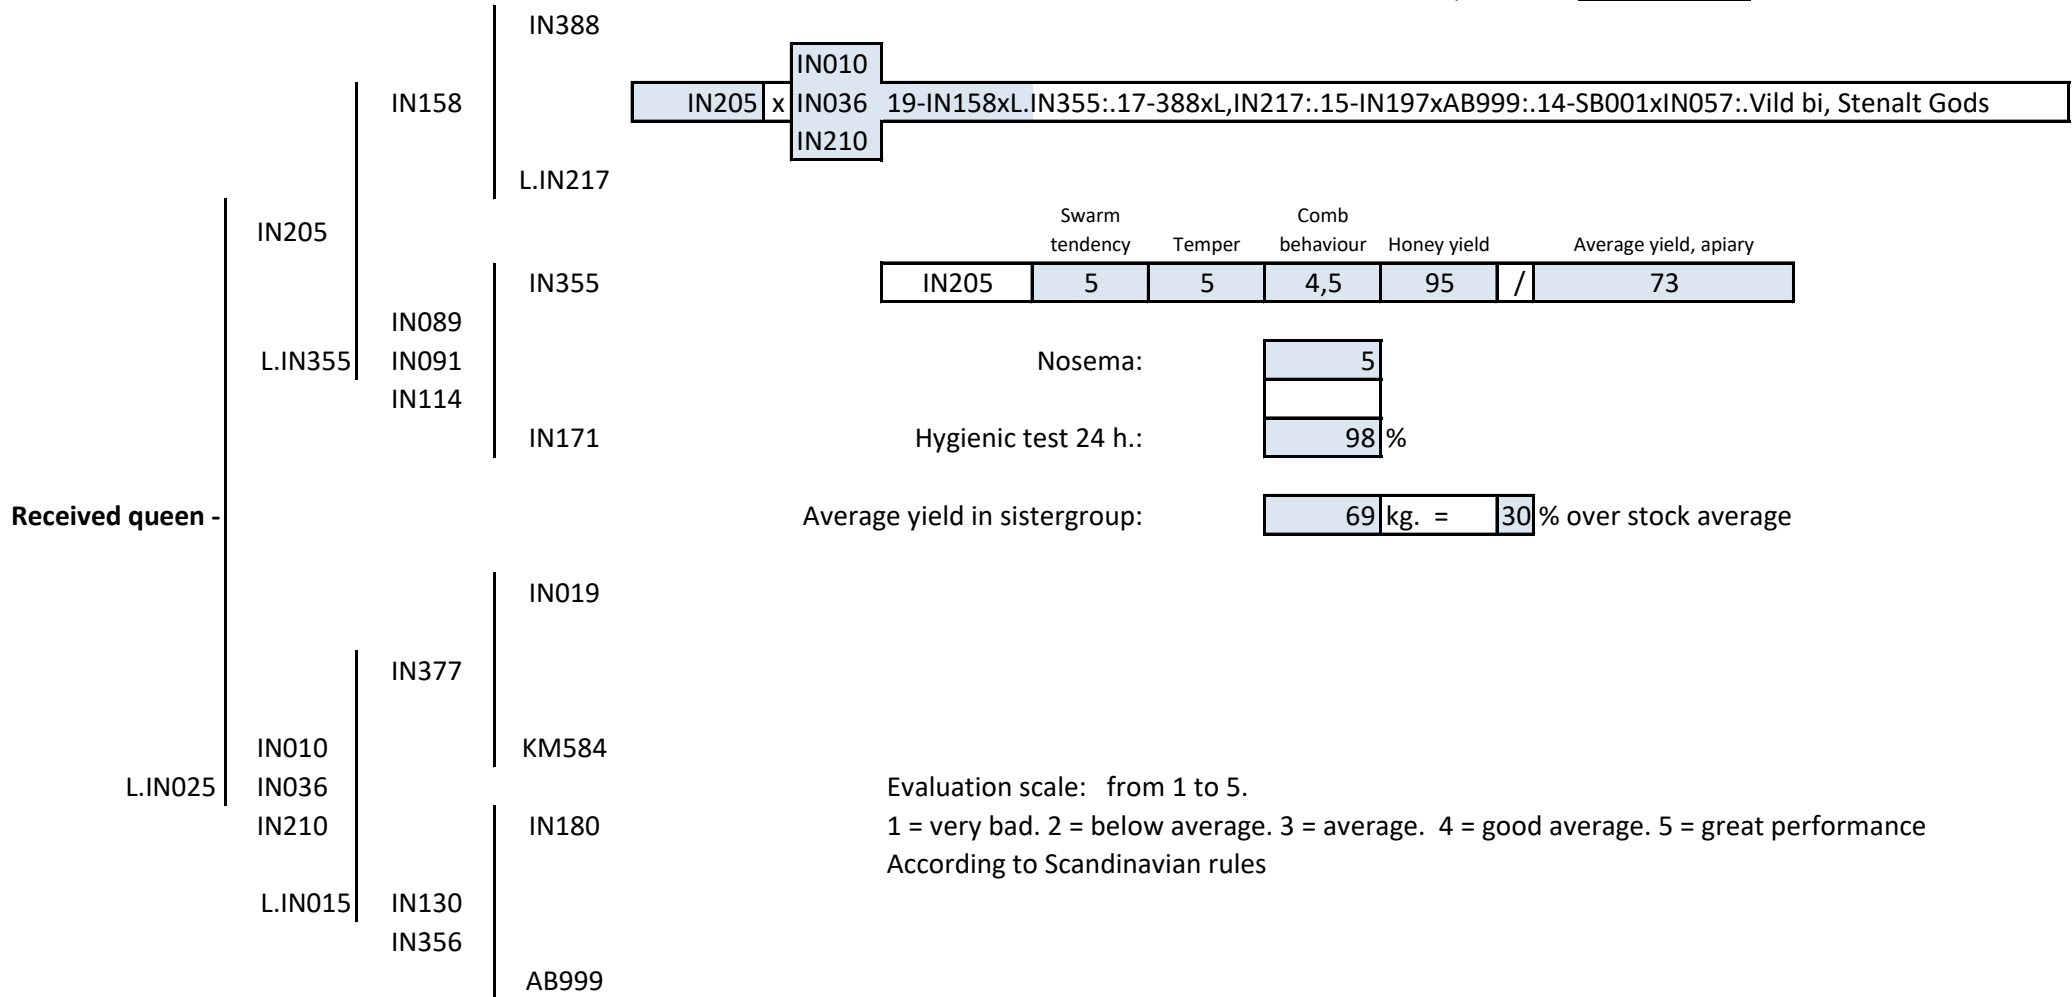 IN388
IN010
IN158 IN205 x IN036 19-IN158xL.IN355:.17-388xL,IN217:.15-IN197xAB999:.14-SB001xIN057:.Vild bi, Stenalt Gods
IN210
L.IN217
Swarm tendency Temper Comb behaviour Honey yield Average yield, apiary
IN205
IN355 IN205 5 5 4,5 95 / 73
IN089
L.IN355 IN091 Nosema: 5
IN114
IN171 Hygienic test 24 h.: 98 %
Received queen - Average yield in sistergroup: 69 kg. = 30 % over stock average
IN019
IN377
IN010 KM584
L.IN025 IN036 Evaluation scale: from 1 to 5.
IN210 IN180 1 = very bad. 2 = below average. 3 = average. 4 = good average. 5 = great performance
According to Scandinavian rules
L.IN015 IN130
IN356
AB999